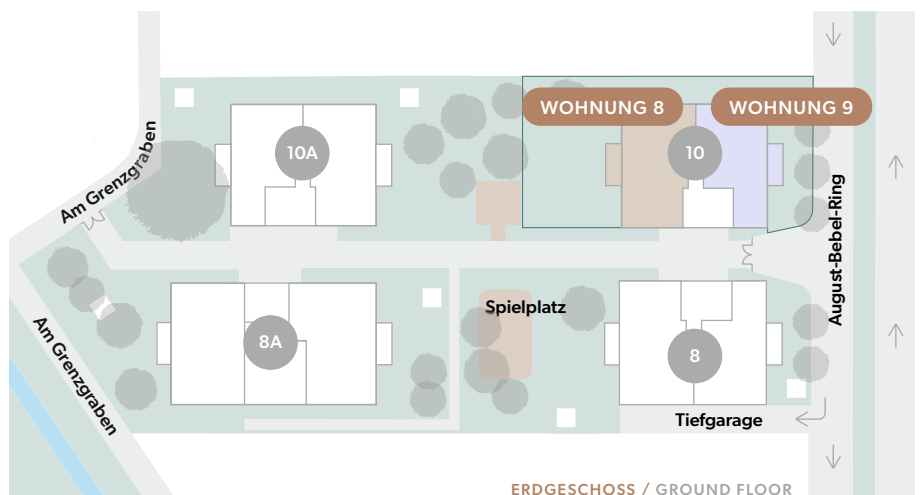 WOHNUNG 8
WOHNUNG 9
10A
10
Am Grenzgraben
August-Bebel-Ring
Spielplatz
8A
8
Am Grenzgraben
Tiefgarage
ERDGESCHOSS / GROUND FLOOR